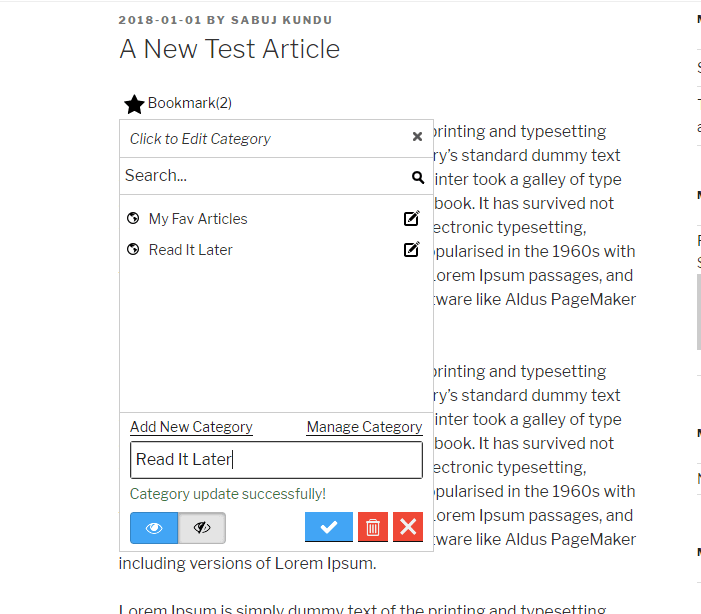 2018-01-01 BY SABUJ KUNDU
A New Test Article
Bookmark(2)
Click to Edit Category
Search...
My Fav Articles
Read It Later
Add New Category Manage Category
Read It Later
Category update successfully!
printing and typesetting
ry's standard dummy text
inter took a galley of type
book. It has survived not
ectronic typesetting,
opularised in the 1960s with
Lorem Ipsum passages, and
tware like Aldus PageMaker
printing and typesetting
ry's standard dummy text
inter took a galley of type
book. It has survived not
ectronic typesetting,
opularised in the 1960s with
Lorem Ipsum passages, and
tware like Aldus PageMaker
including versions of Lorem Ipsum.
Lorem Ipsum is simply dummy text of the printing and typesetting